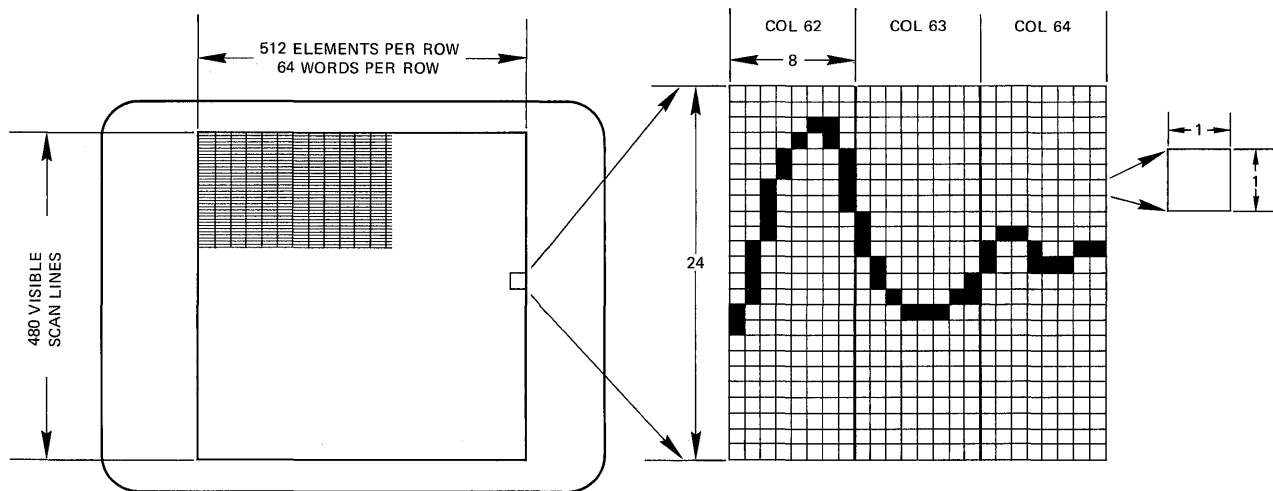 512 ELEMENTS PER ROW
64 WORDS PER ROW
480 VISIBLE
SCAN LINES
COL 62
COL 63
COL 64
8
24
1
1